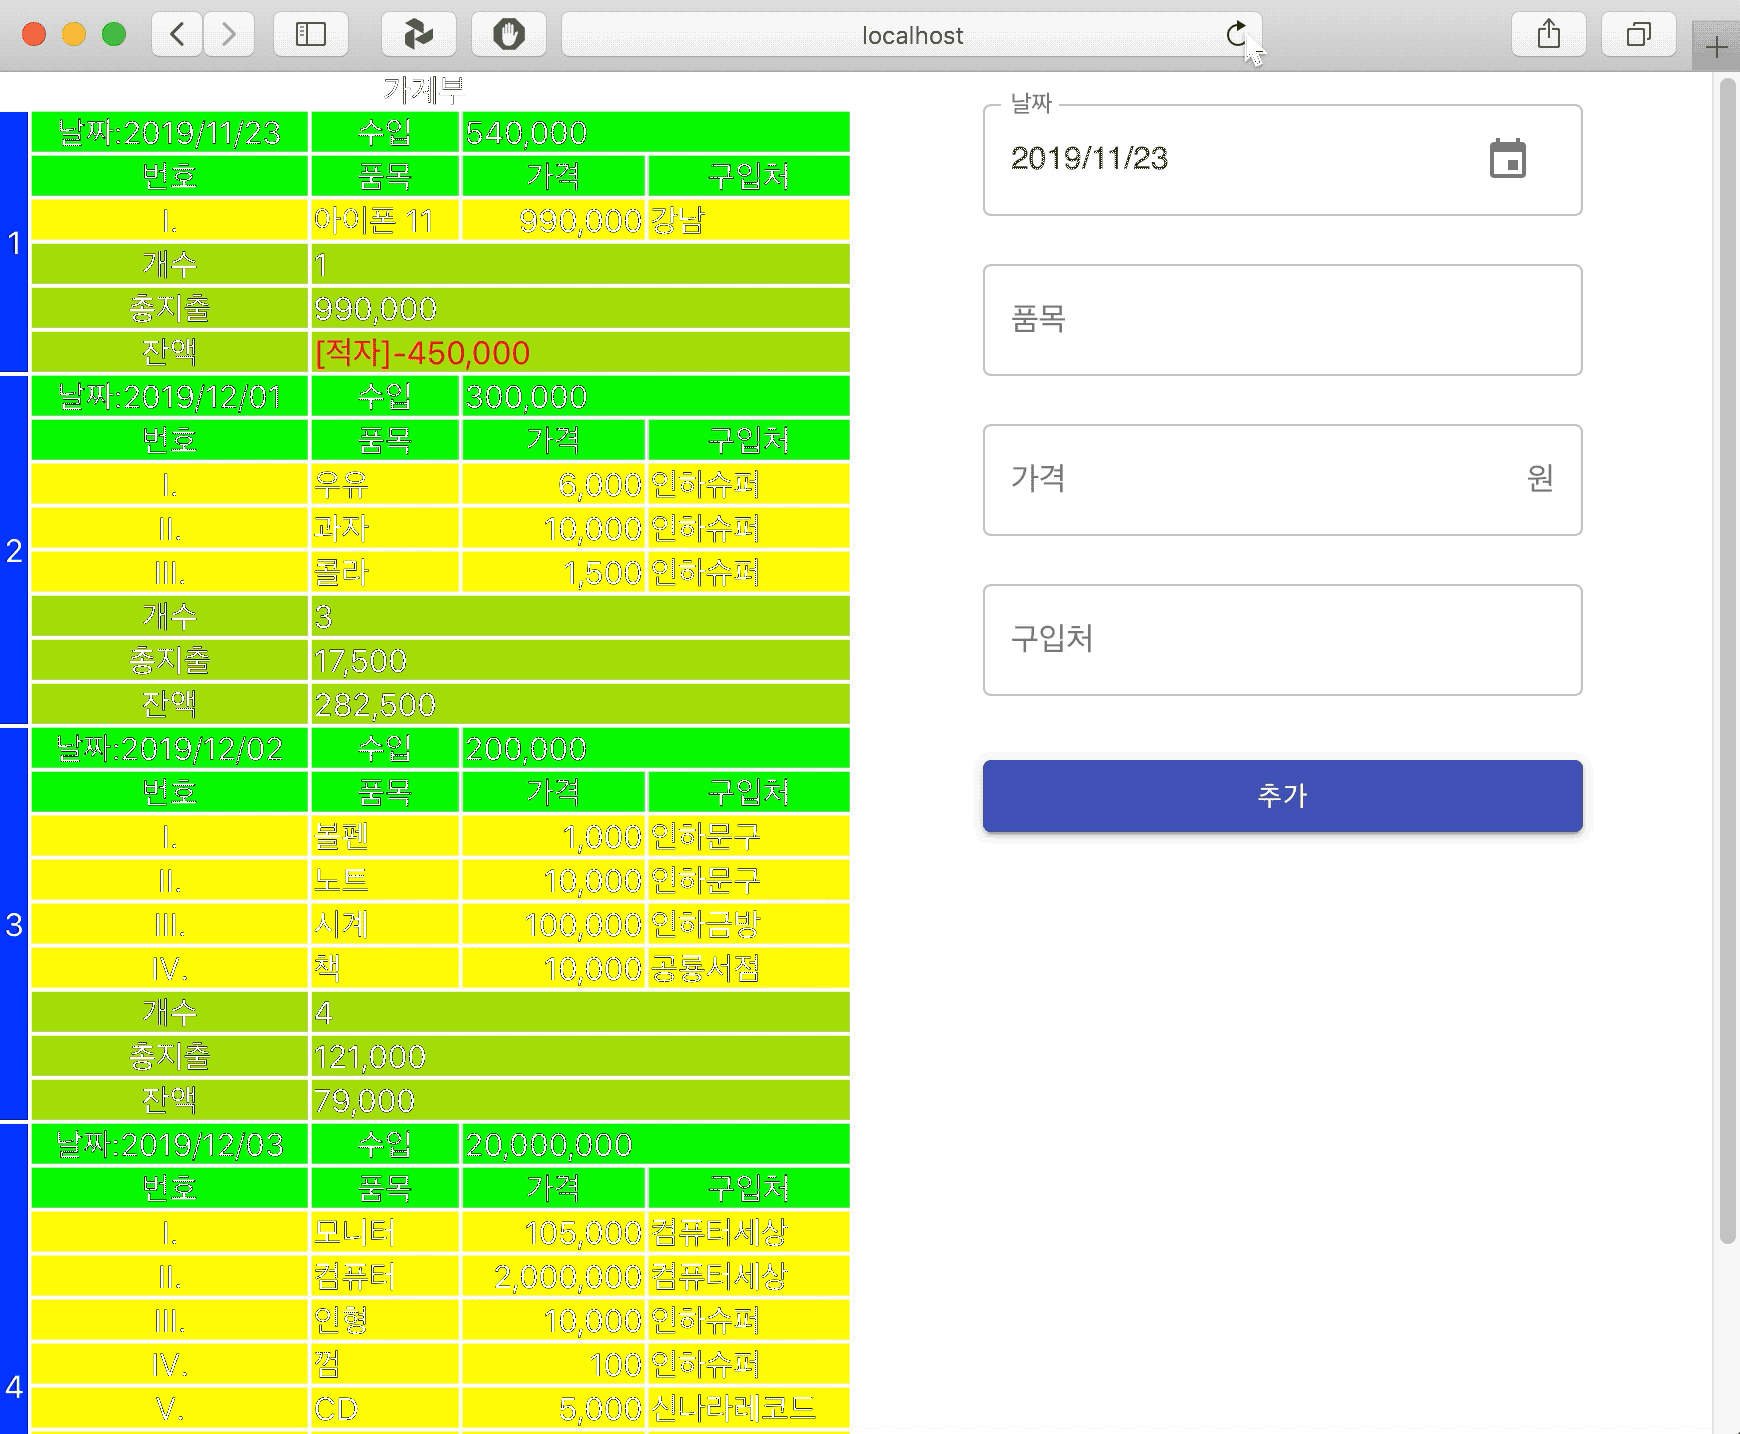 localhost
가계부
1
날짜:2019/11/23 수입 540,000
번호 품목 가격 구입처
I. 아이폰 11 990,000 강남
개수 1
총지출 990,000
잔액 [적자]-450,000
2
날짜:2019/12/01 수입 300,000
번호 품목 가격 구입처
I. 우유 6,000 인하슈퍼
II. 과자 10,000 인하슈퍼
III. 콜라 1,500 인하슈퍼
개수 3
총지출 17,500
잔액 282,500
3
날짜:2019/12/02 수입 200,000
번호 품목 가격 구입처
I. 볼펜 1,000 인하문구
II. 노트 10,000 인하문구
III. 시계 100,000 인하금방
IV. 책 10,000 공룡서점
개수 4
총지출 121,000
잔액 79,000
4
날짜:2019/12/03 수입 20,000,000
번호 품목 가격 구입처
I. 모니터 105,000 컴퓨터세상
II. 컴퓨터 2,000,000 컴퓨터세상
III. 인형 10,000 인하슈퍼
IV. 껌 100 인하슈퍼
V. CD 5,000 신나라레코드
날짜
2019/11/23
품목
가격 원
구입처
추가